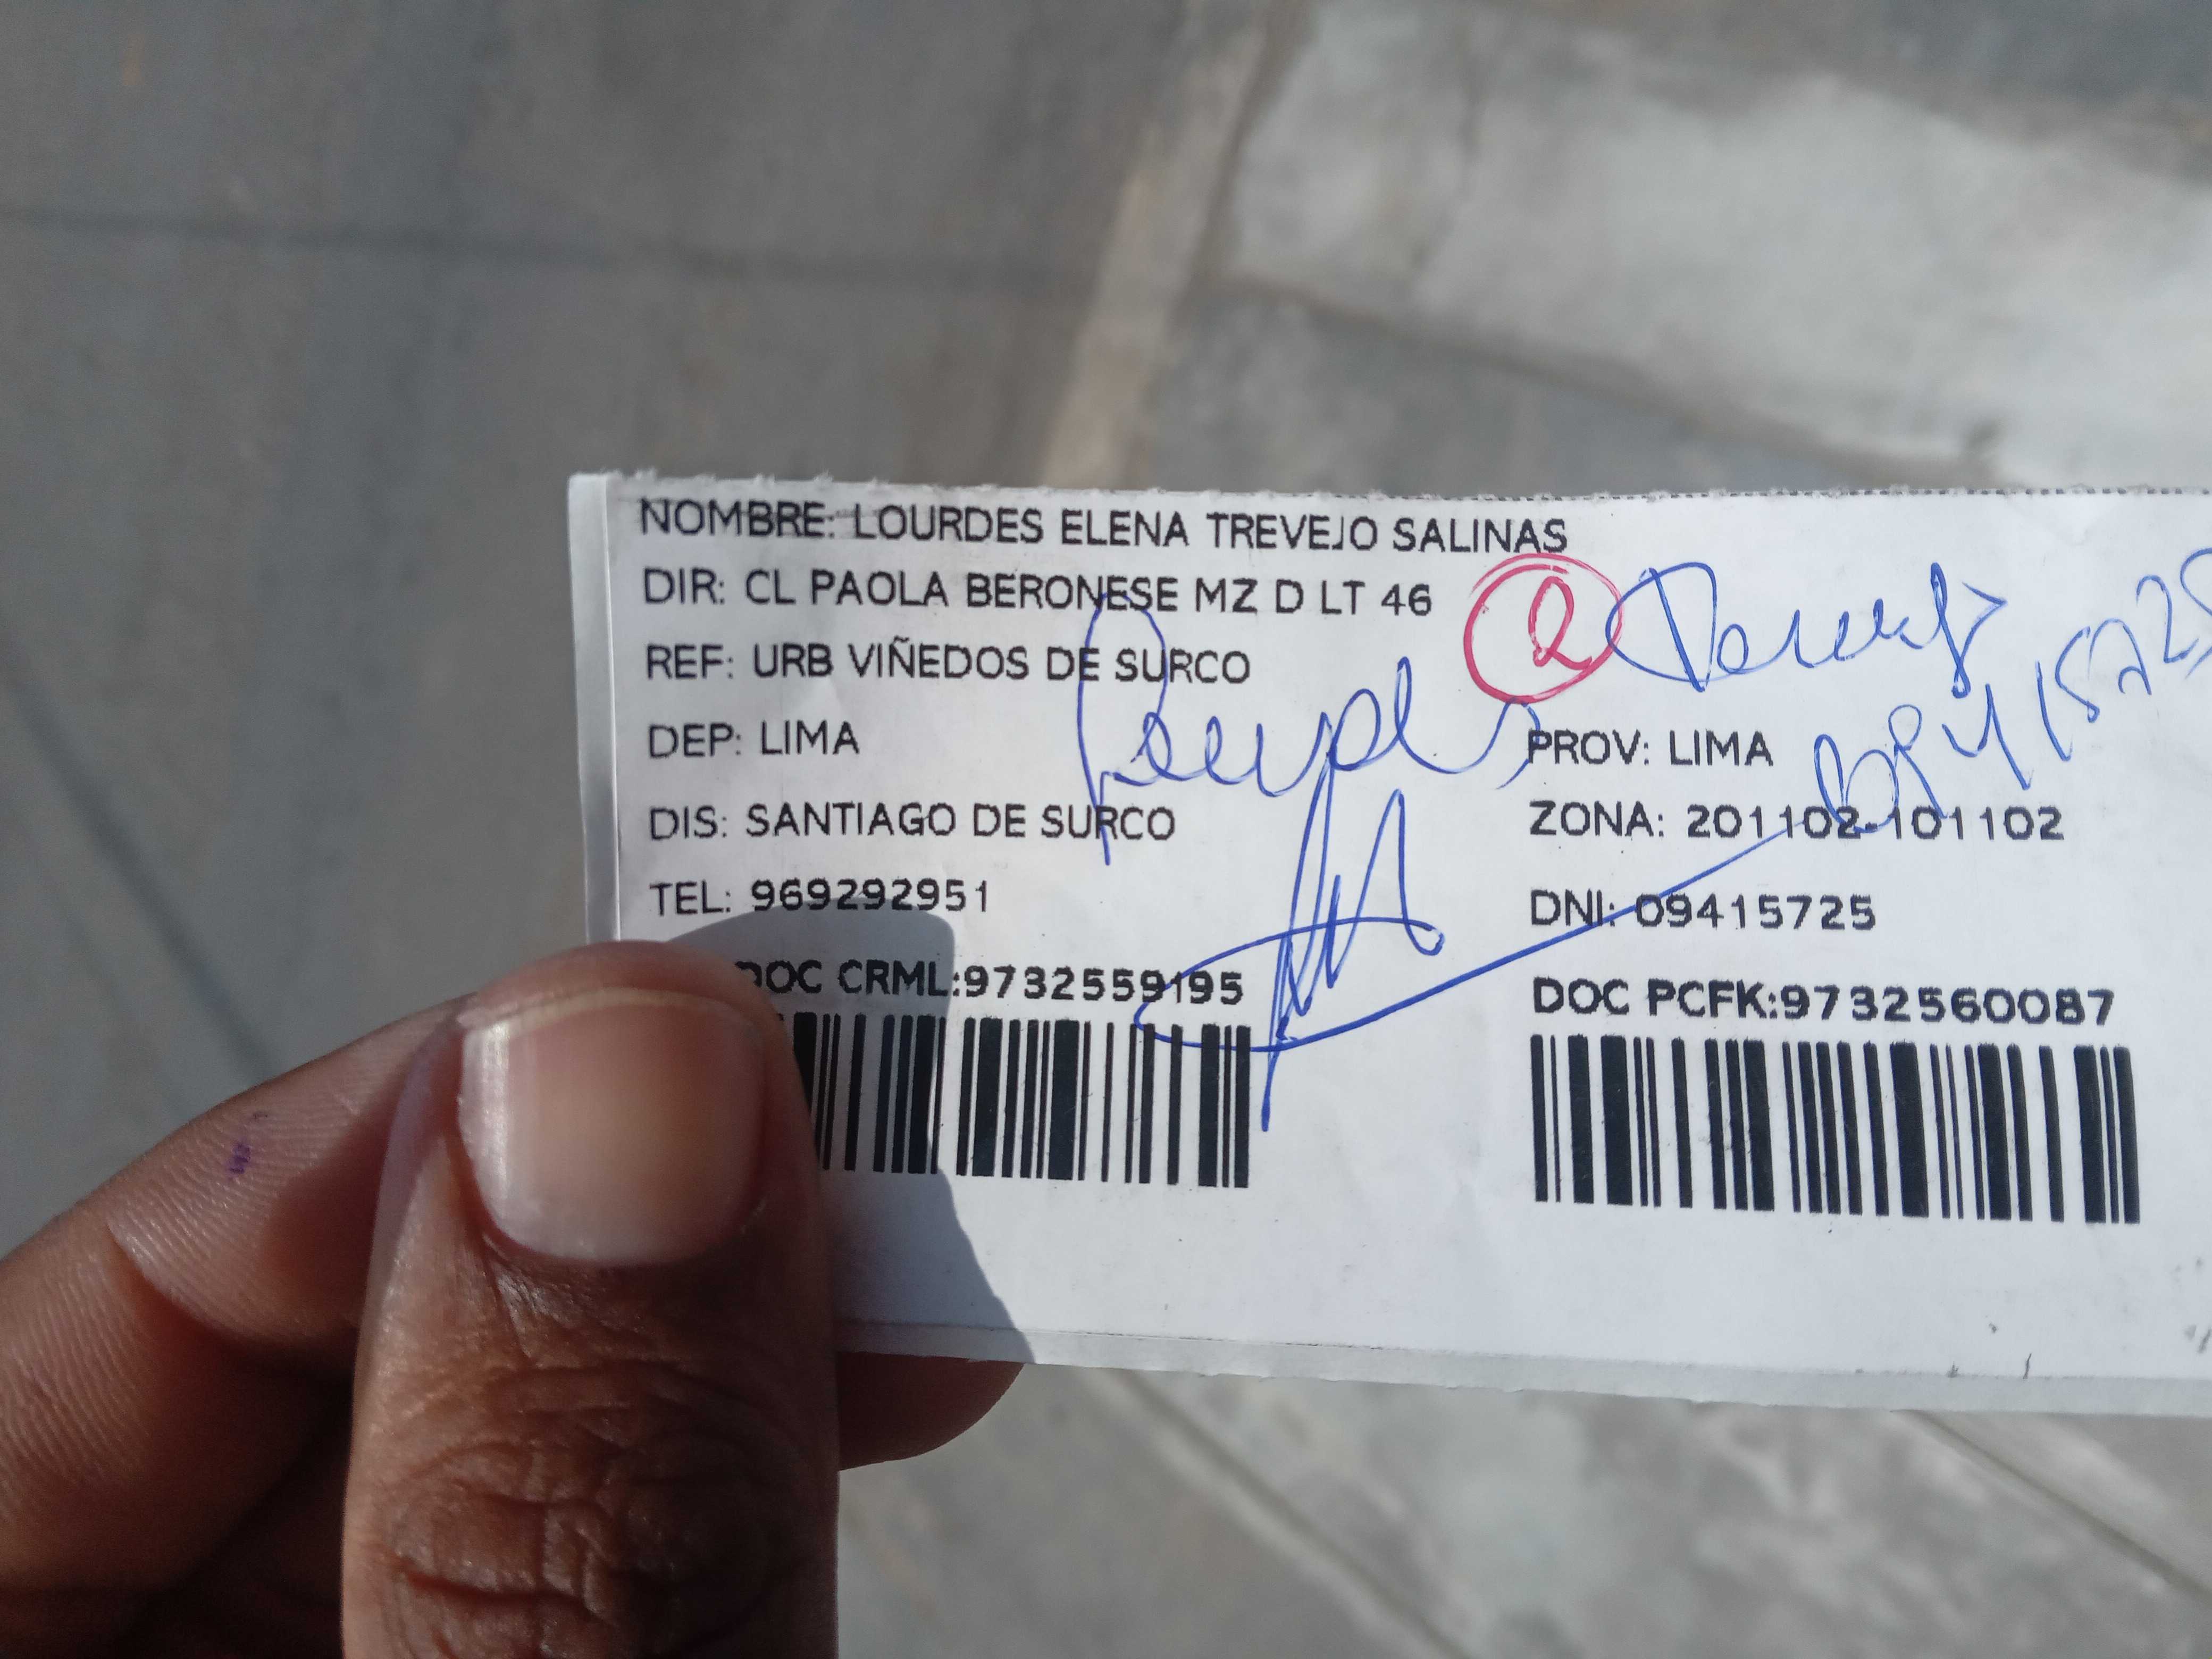 NOMBRE: LOURDES ELENA TREVEJO SALINAS
DIR: CL PAOLA BERONESE MZ D LT 46
2
REF: URB VIÑEDOS DE SURCO
DEP: LIMA
PROV: LIMA
DIS: SANTIAGO DE SURCO
ZONA: 201102-101102
TEL: 969292951
DNI: 09415725
DOC CRML:9732559195
DOC PCFK:9732560087